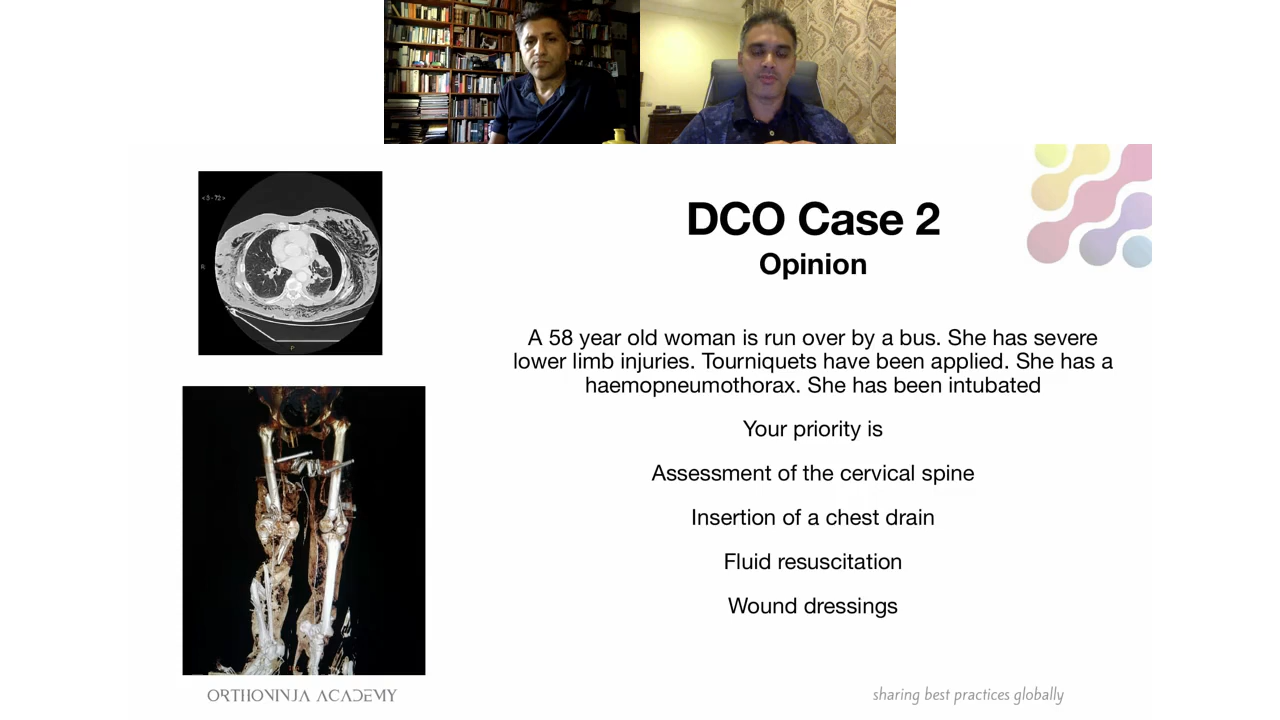 <S-72>
R
P
DCO Case 2
Opinion
A 58 year old woman is run over by a bus. She has severe
lower limb injuries. Tourniquets have been applied. She has a
haemopneumothorax. She has been intubated
Your priority is
Assessment of the cervical spine
Insertion of a chest drain
Fluid resuscitation
Wound dressings
ORTHONINJA ACADEMY
sharing best practices globally